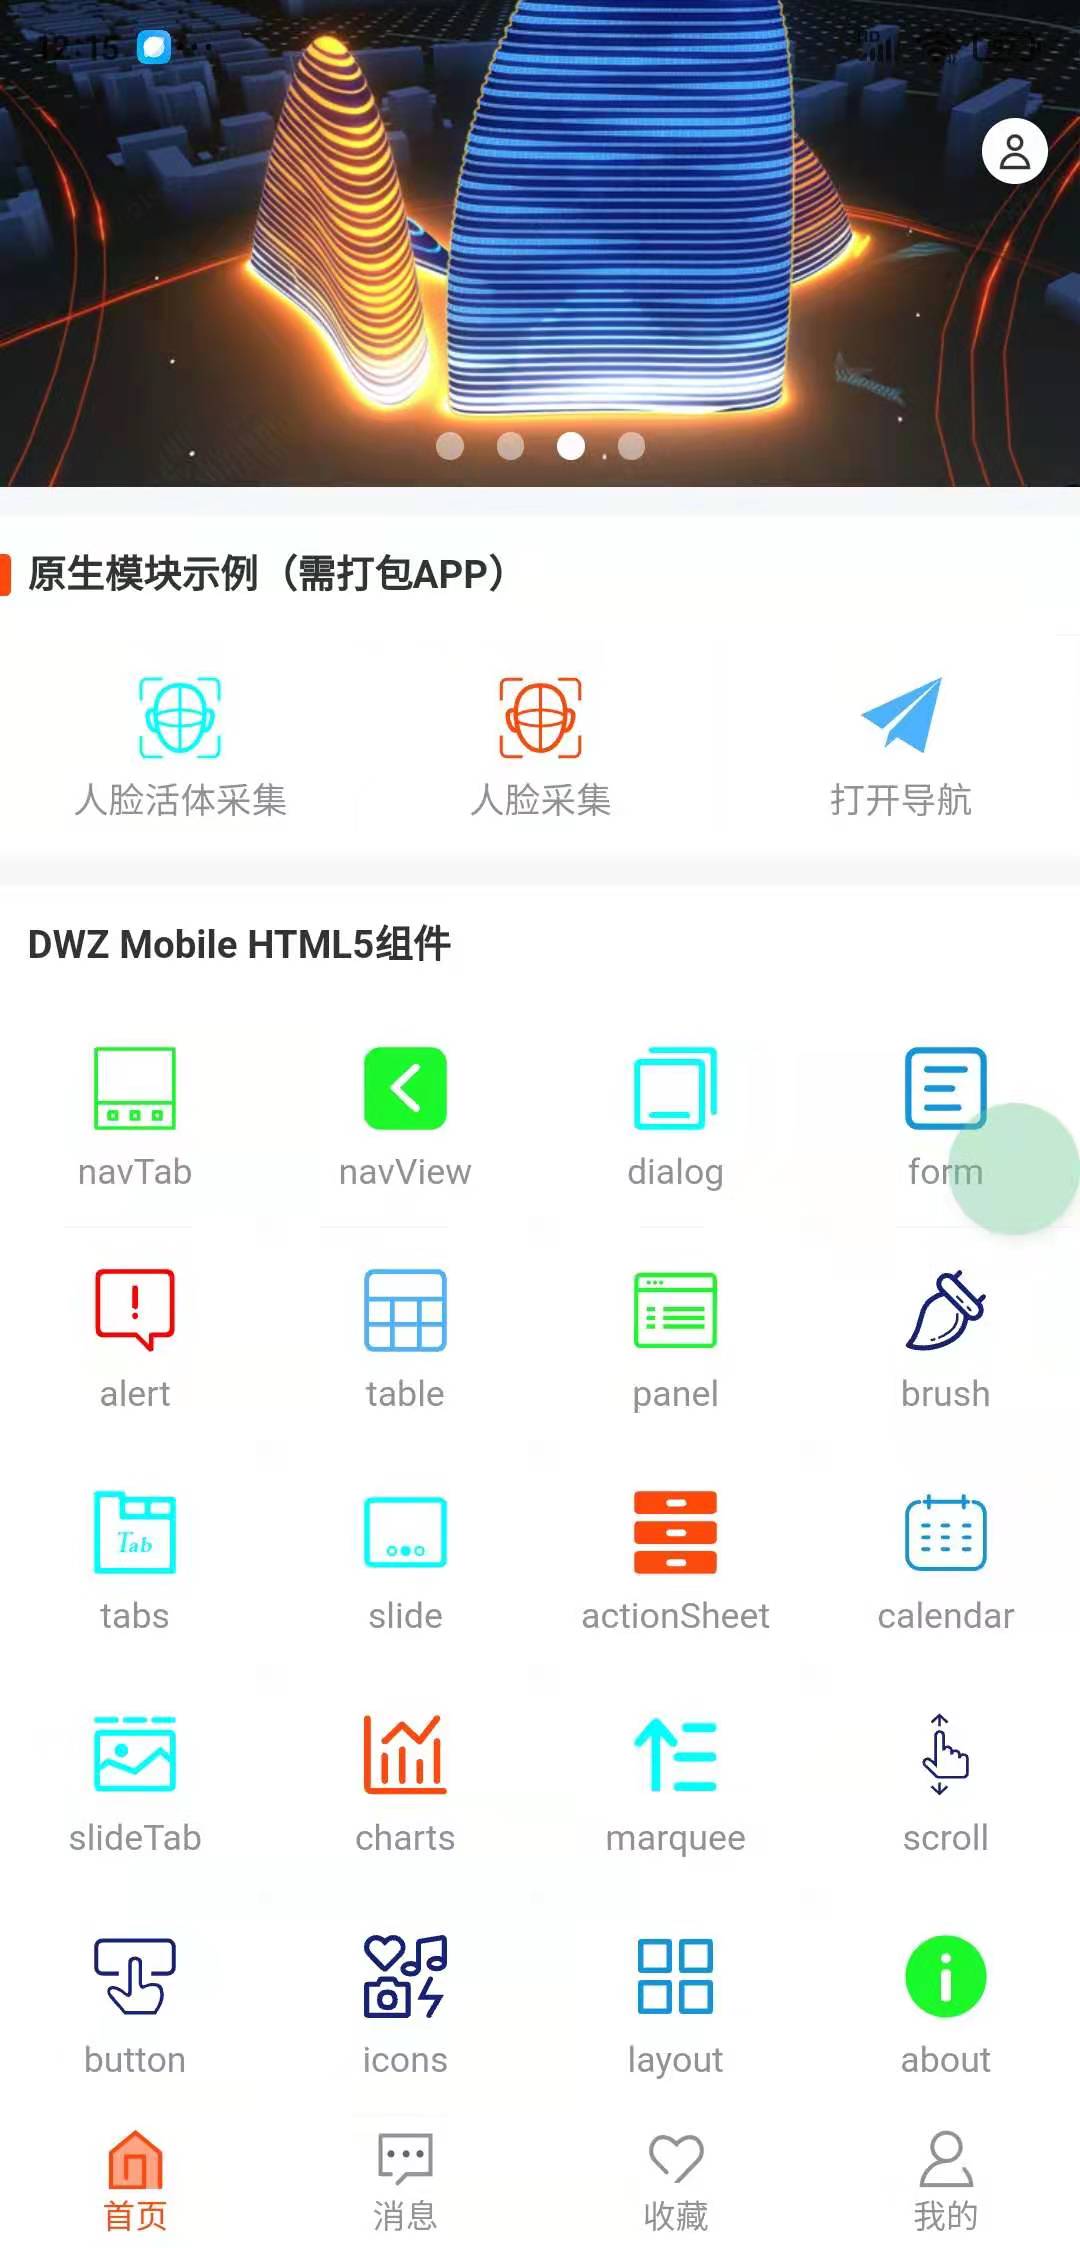 12:15
原生模块示例（需打包APP）
人脸活体采集 人脸采集 打开导航
DWZ Mobile HTML5组件
navTab navView dialog form
alert table panel brush
Tab
tabs slide actionSheet calendar
slideTab charts marquee scroll
button icons layout about
首页 消息 收藏 我的